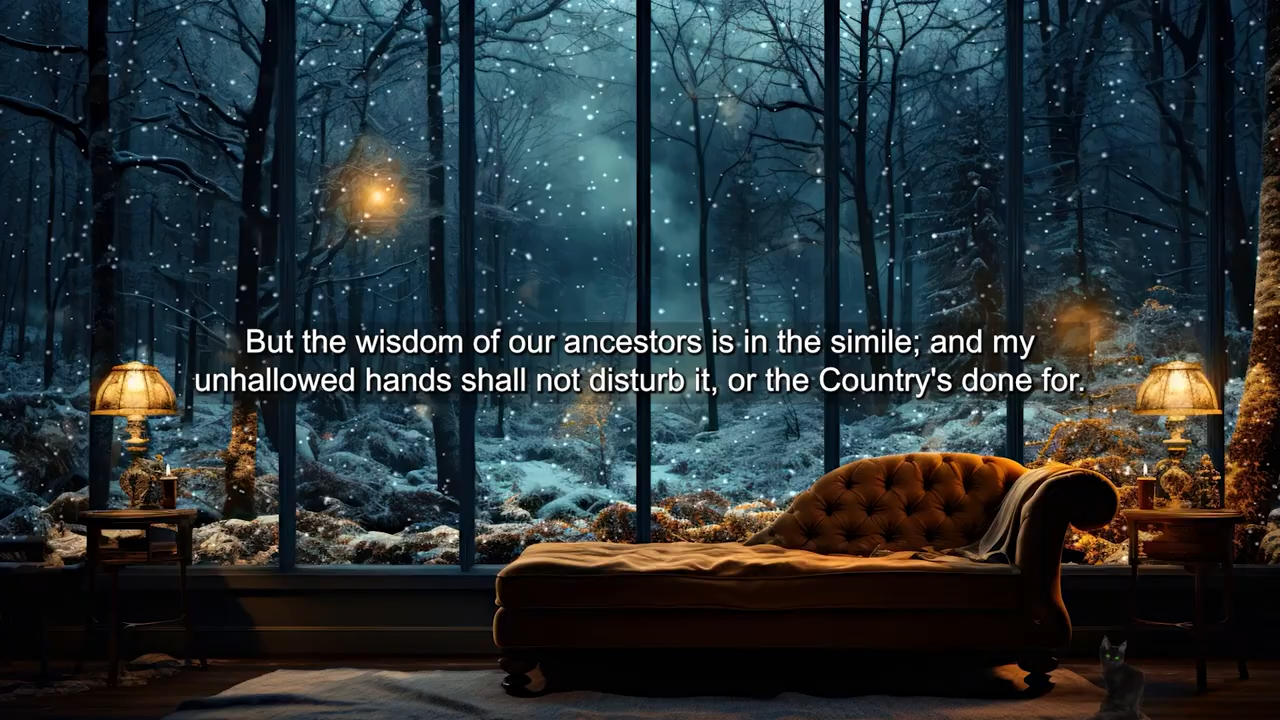 But the wisdom of our ancestors is in the simile; and my
unhallowed hands shall not disturb it, or the Country's done for.